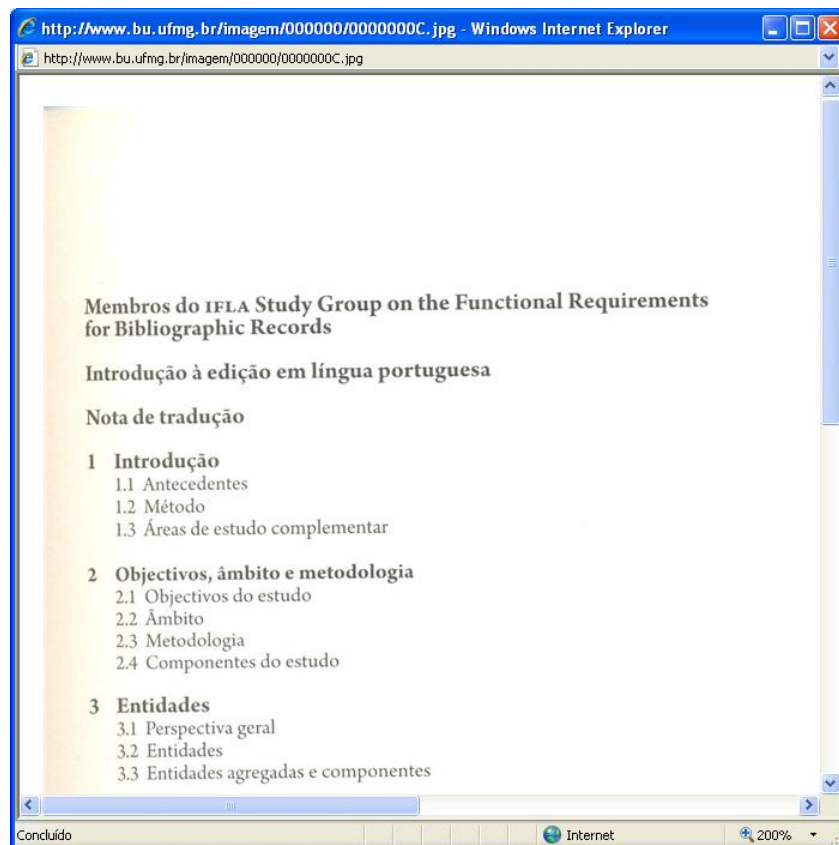 http://www.bu.ufmg.br/imagem/000000/0000000C.jpg - Windows Internet Explorer
http://www.bu.ufmg.br/imagem/000000/0000000C.jpg
Membros do IFLA Study Group on the Functional Requirements
for Bibliographic Records
Introdução à edição em língua portuguesa
Nota de tradução
1 Introdução
1.1 Antecedentes
1.2 Método
1.3 Áreas de estudo complementar
2 Objectivos, âmbito e metodologia
2.1 Objectivos do estudo
2.2 Âmbito
2.3 Metodologia
2.4 Componentes do estudo
3 Entidades
3.1 Perspectiva geral
3.2 Entidades
3.3 Entidades agregadas e componentes
Concluído Internet 200%